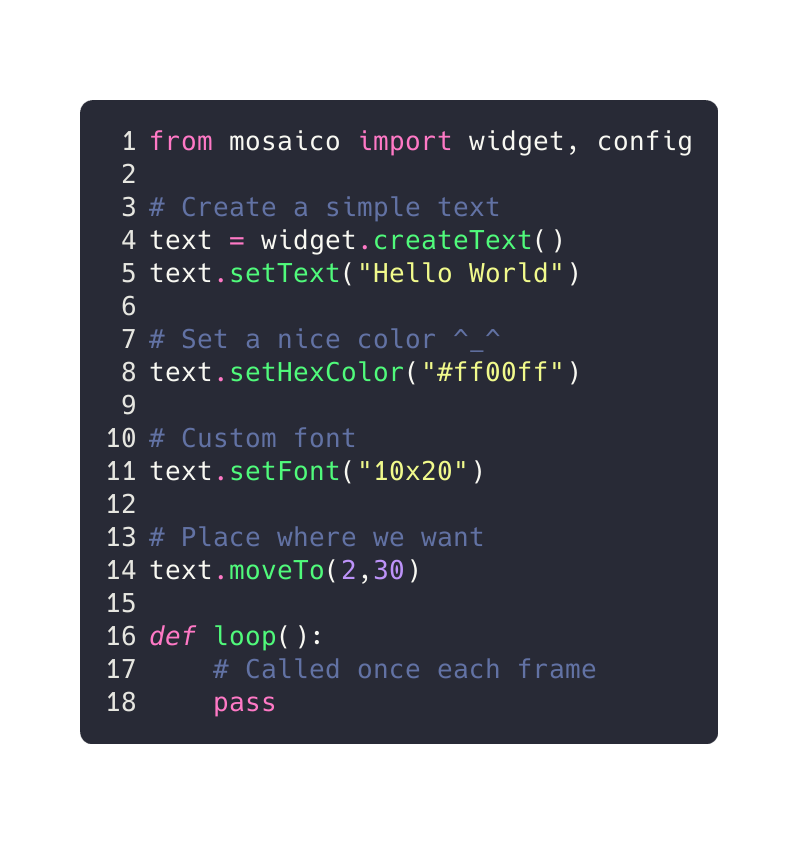 1 from mosaico import widget, config
2
3 # Create a simple text
4 text = widget.createText()
5 text.setText("Hello World")
6
7 # Set a nice color ^_^
8 text.setHexColor("#ff00ff")
9
10 # Custom font
11 text.setFont("10x20")
12
13 # Place where we want
14 text.moveTo(2,30)
15
16 def loop():
17     # Called once each frame
18     pass